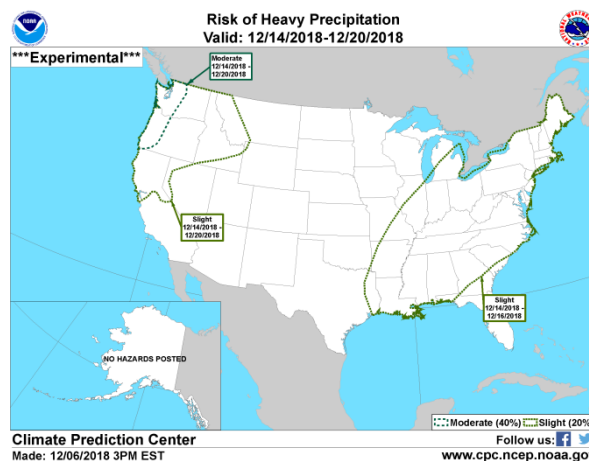 Risk of Heavy Precipitation
Valid: 12/14/2018-12/20/2018
***Experimental***
Moderate
12/14/2018 -
12/20/2018
Slight
12/14/2018 -
12/20/2018
Slight
12/14/2018 -
12/16/2018
NO HAZARDS POSTED
Moderate (40%) Slight (20%
Climate Prediction Center
Made: 12/06/2018 3PM EST
Follow us:
www.cpc.ncep.noaa.go